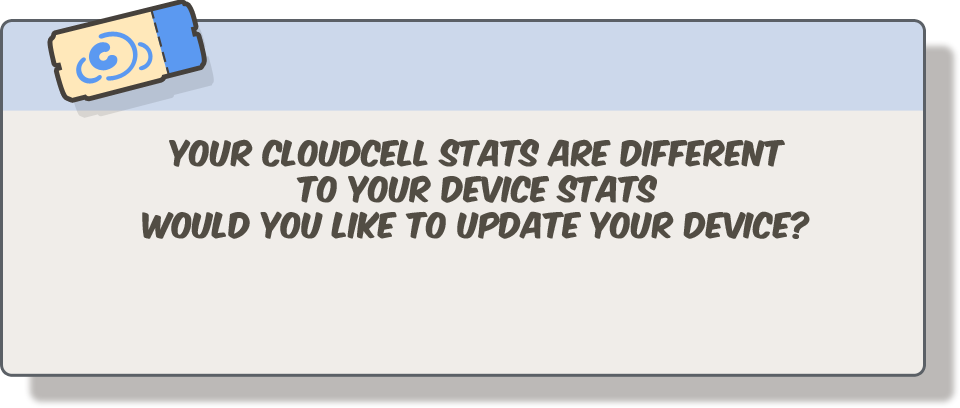 YOUR CLOUDCELL STATS ARE DIFFERENT
TO YOUR DEVICE STATS
WOULD YOU LIKE TO UPDATE YOUR DEVICE?